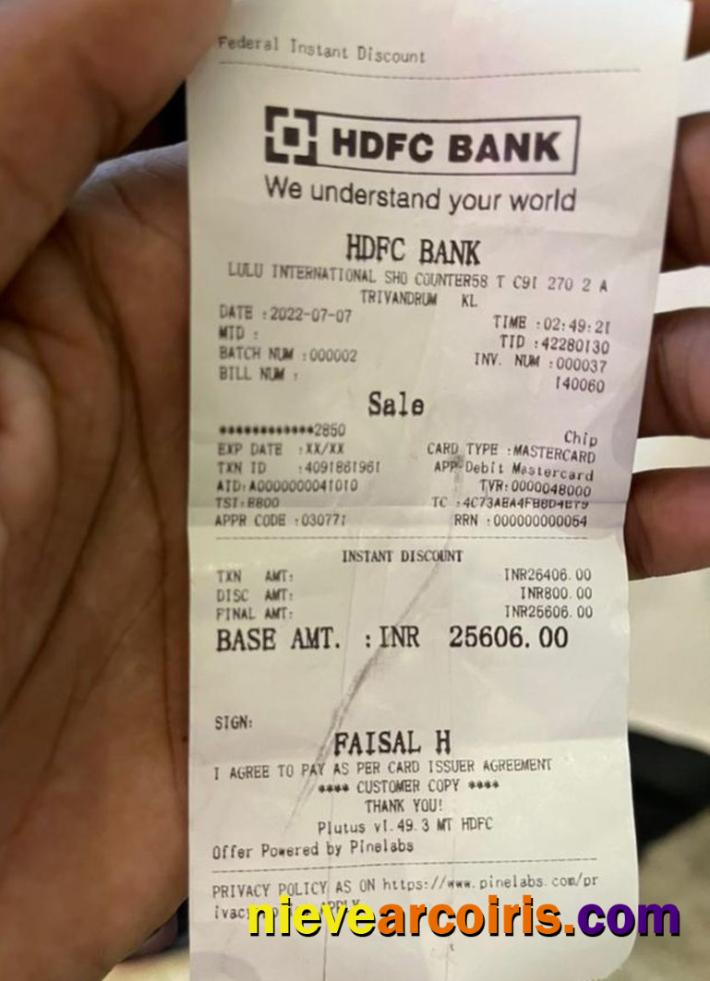 Federal Instant Discount
HDFC BANK
We understand your world
HDFC BANK
LULU INTERNATIONAL SHO COUNTER58 T C91 270 2 A
TRIVANDRUM KL
DATE :2022-07-07 TIME :02:49:21
MID : TID :42280130
BATCH NUM :000002 INV. NUM :000037
BILL NUM : 140060
Sale
************2850 Chip
EXP DATE :XX/XX CARD TYPE :MASTERCARD
TXN ID :4091861961 APP:Debit Mastercard
AID:A0000000041010 TVR:0000048000
TSI:E800 TC :
APPR CODE :030771 RRN :000000000054
INSTANT DISCOUNT
TXN AMT: INR26406.00
DISC AMT: INR800.00
FINAL AMT: INR25606.00
BASE AMT. :INR 25606.00
SIGN:
FAISAL H
I AGREE TO PAY AS PER CARD ISSUER AGREEMENT
**** CUSTOMER COPY ****
THANK YOU!
Plutus v1.49.3 MT HDFC
Offer Powered by Pinelabs
PRIVACY POLICY AS ON https://www.pinelabs.com/pr
nievearcoiris.com